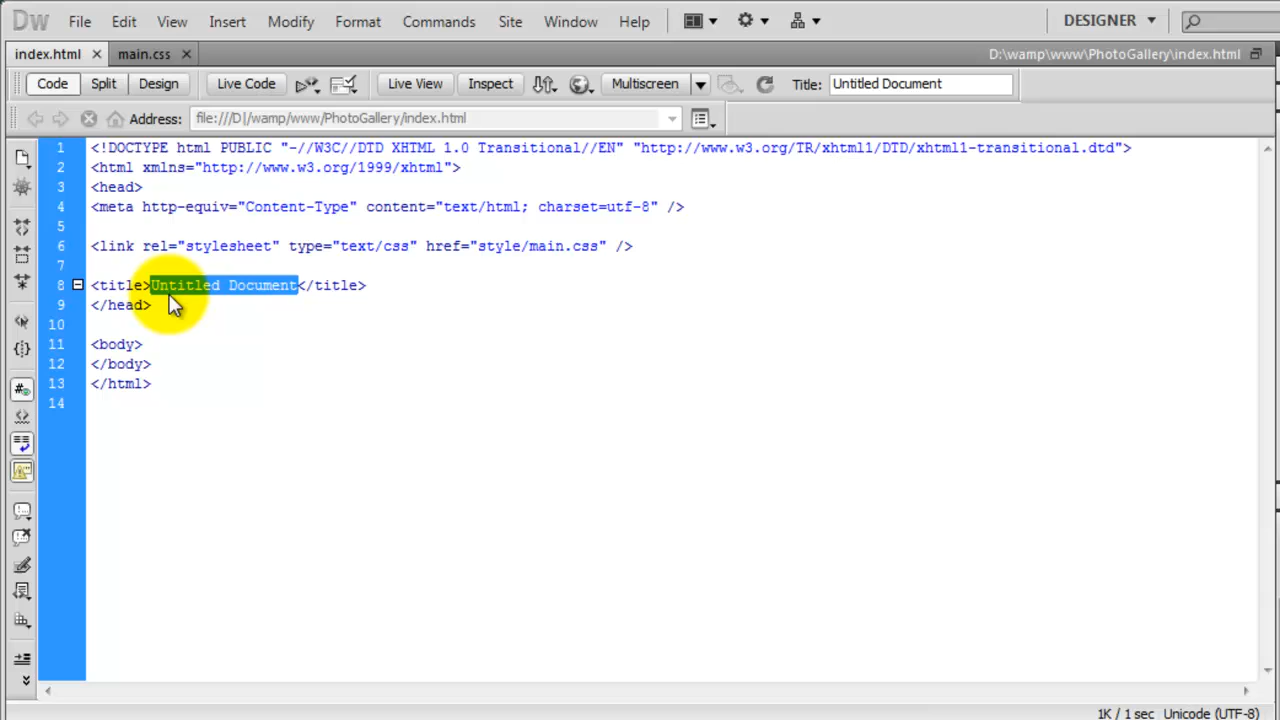 Dw File Edit View Insert Modify Format Commands Site Window Help DESIGNER
index.html main.css D:\wamp\www\PhotoGallery\index.html
Code Split Design Live Code Live View Inspect Multiscreen Title: Untitled Document
Address: file:///D|/wamp/www/PhotoGallery/index.html
1 <!DOCTYPE html PUBLIC "-//W3C//DTD XHTML 1.0 Transitional//EN" "http://www.w3.org/TR/xhtml1/DTD/xhtml1-transitional.dtd">
2 <html xmlns="http://www.w3.org/1999/xhtml">
3 <head>
4 <meta http-equiv="Content-Type" content="text/html; charset=utf-8" />
5
6 <link rel="stylesheet" type="text/css" href="style/main.css" />
7
8 <title>Untitled Document</title>
9 </head>
10
11 <body>
12 </body>
13 </html>
14
1K / 1 sec Unicode (UTF-8)